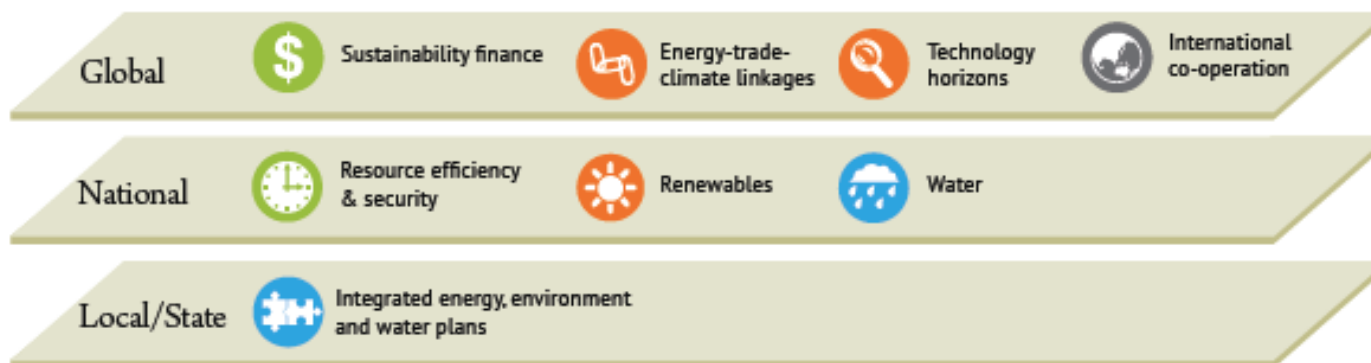 Global
Sustainability finance
Energy-trade-
climate linkages
Technology
horizons
International
co-operation
National
Resource efficiency
& security
Renewables
Water
Local/State
Integrated energy, environment
and water plans